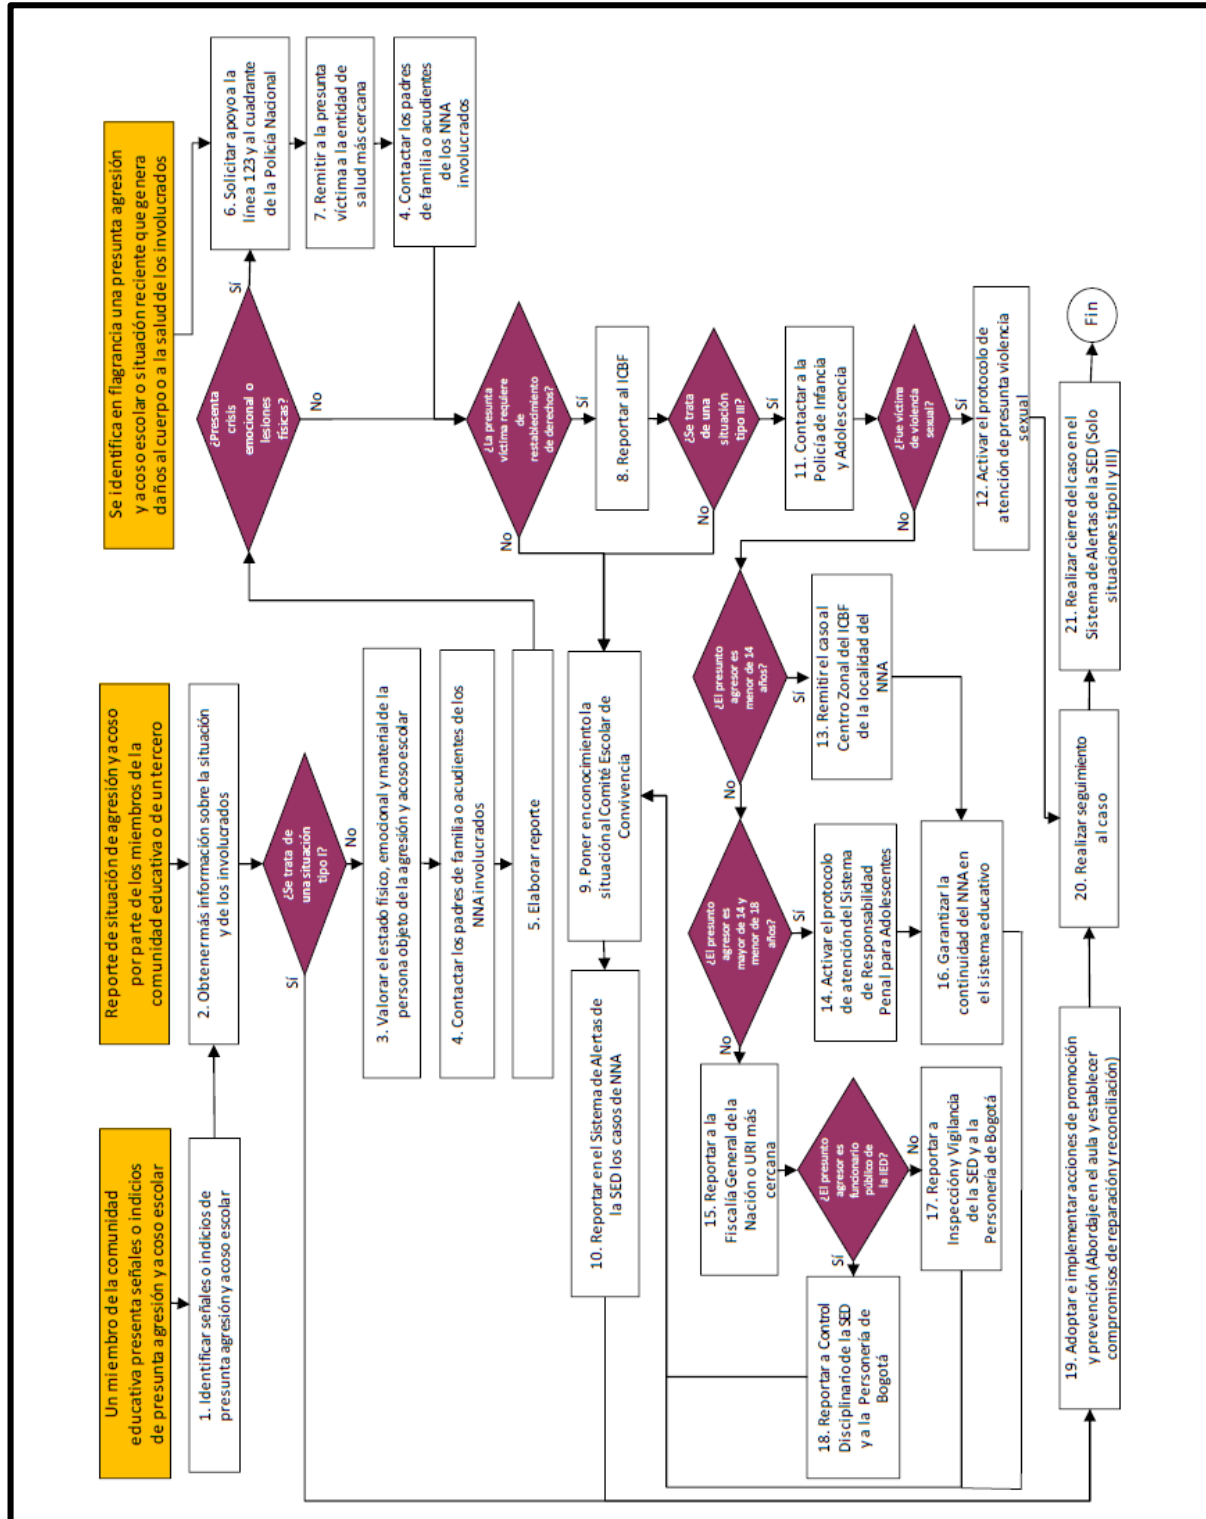 Un miembro de la comunidad
educativa presenta señales o indicios
de presunta agresión y acoso escolar
Reporte de situación de agresión y acoso
por parte de los miembros de la
comunidad educativa o de un tercero
Se identifica en flagrancia una presunta agresión
y acoso escolar o situación reciente que genera
daños al cuerpo o a la salud de los involucrados
1. Identificar señales o indicios de
presunta agresión y acoso escolar
2. Obtener más información sobre la situación
y de los involucrados
¿Se trata de
una situación
tipo I?
Sí
No
3. Valorar el estado físico, emocional y material de la
persona objeto de la agresión y acoso escolar
4. Contactar los padres de familia o acudientes de los
NNA involucrados
5. Elaborar reporte
¿Presenta
crisis
emocional o
lesiones
físicas?
Sí
No
6. Solicitar apoyo a la
línea 123 y al cuadrante
de la Policía Nacional
7. Remitir a la presunta
víctima a la entidad de
salud más cercana
4. Contactar los padres
de familia o acudientes
de los NNA
involucrados
¿La presunta
víctima requiere
de
restablecimiento
de derechos?
No
Sí
8. Reportar al ICBF
¿Se trata
de una
situación
tipo III?
No
Sí
9. Poner en conocimiento la
situación al Comité Escolar de
Convivencia
10. Reportar en el Sistema de Alertas de
la SED los casos de NNA
11. Contactar a la
Policía de Infancia
y Adolescencia
¿Fue víctima
de violencia
sexual?
No
Sí
12. Activar el protocolo de
atención de presunta violencia
sexual
¿El presunto
agresor es
menor de 14
años?
Sí
No
13. Remitir el caso al
Centro Zonal del ICBF
de la localidad del
NNA
¿El presunto
agresor es
mayor de 14 y
menor de 18
años?
Sí
No
14. Activar el protocolo
de atención del Sistema
de Responsabilidad
Penal para Adolescentes
15. Reportar a la
Fiscalía General de la
Nación o URI más
cercana
16. Garantizar la
continuidad del NNA en
el sistema educativo
¿El presunto
agresor es
funcionario
público de
la IED?
Sí
No
17. Reportar a
Inspección y Vigilancia
de la SED y a la
Personería de Bogotá
18. Reportar a Control
Disciplinario de la SED
y a la Personería de
Bogotá
19. Adoptar e implementar acciones de promoción
y prevención (Abordaje en el aula y establecer
compromisos de reparación y reconciliación)
20. Realizar seguimiento
al caso
21. Realizar cierre del caso en el
Sistema de Alertas de la SED (Solo
situaciones tipo II y III)
Fin